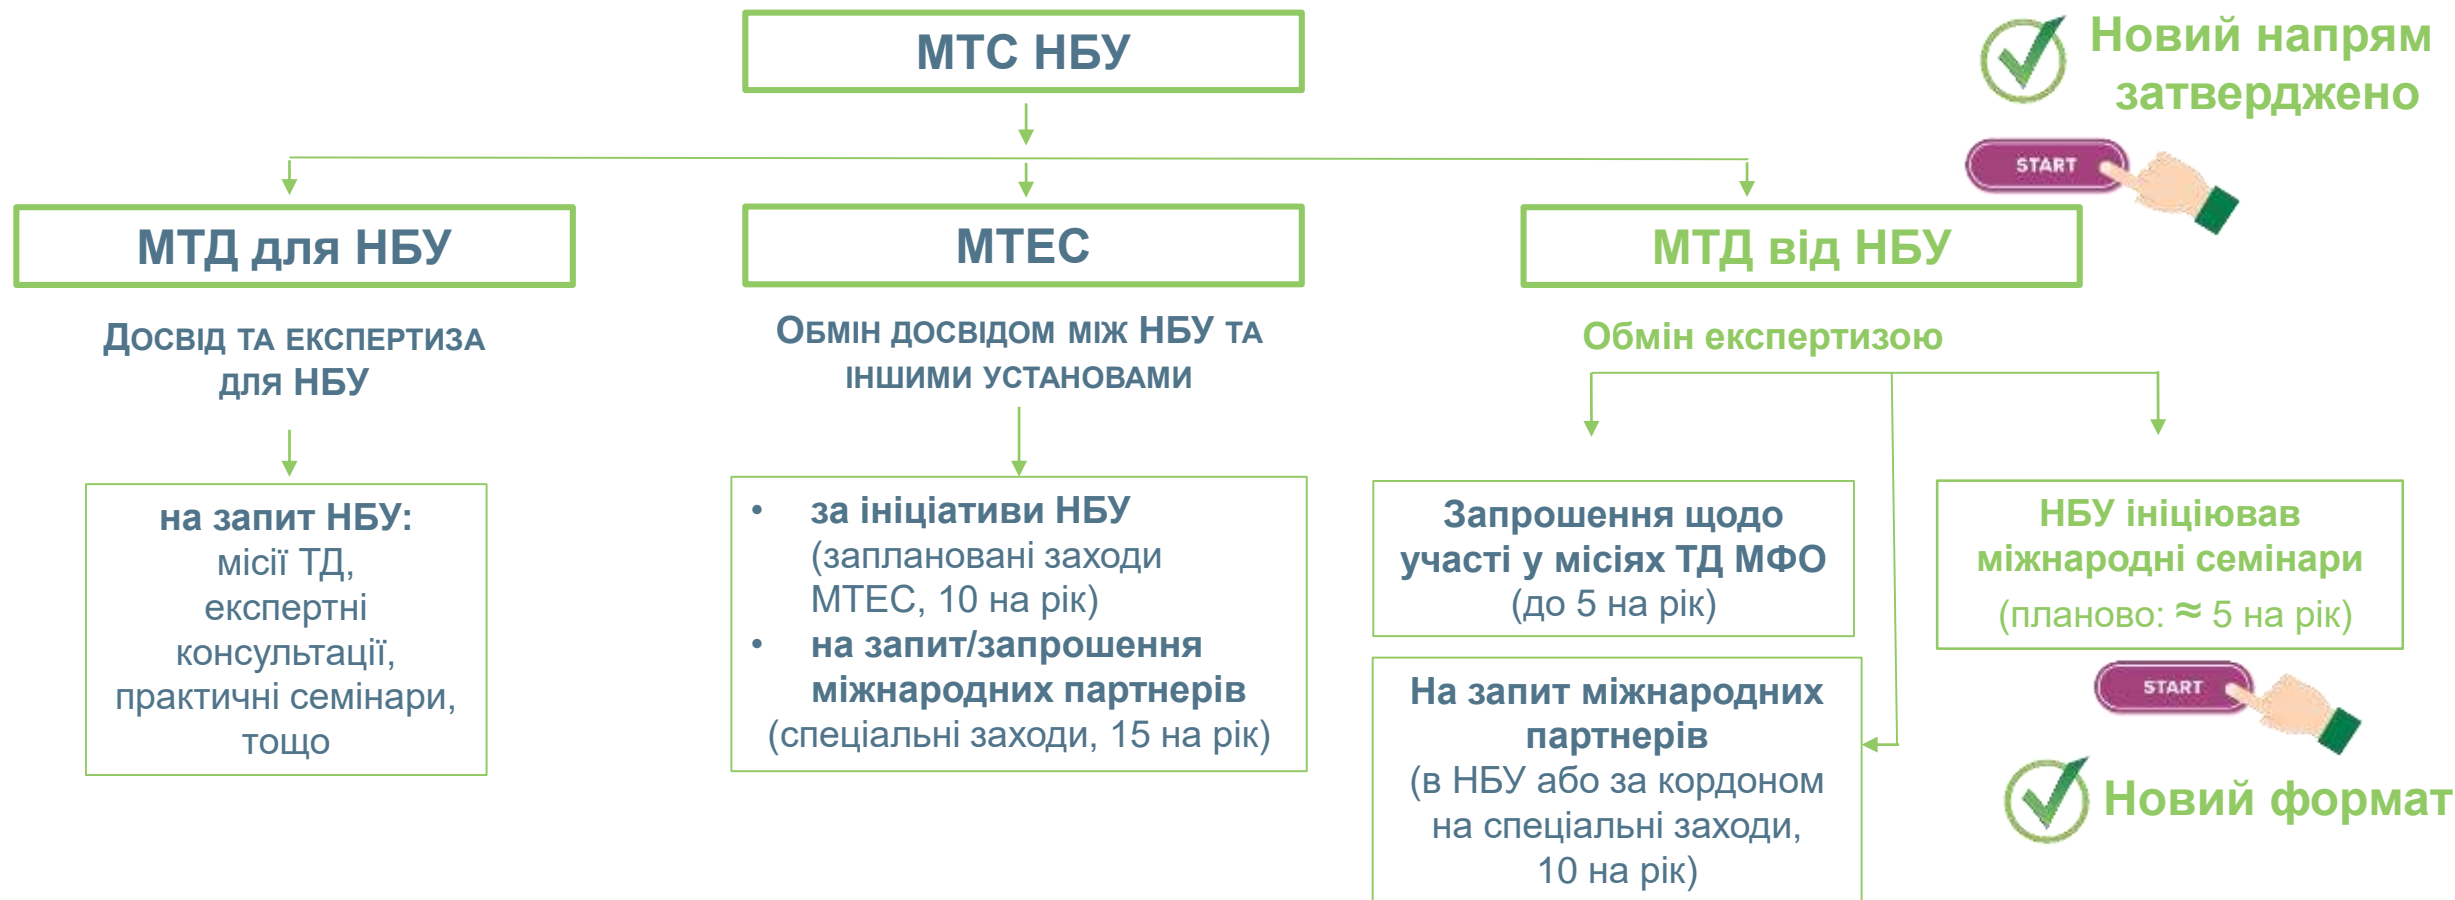 МТС НБУ
Новий напрям
затверджено
START
МТД для НБУ
ДОСВІД ТА ЕКСПЕРТИЗА
ДЛЯ НБУ
на запит НБУ:
місії ТД,
експертні
консультації,
практичні семінари,
тощо
МТЕС
ОБМІН ДОСВІДОМ МІЖ НБУ ТА
ІНШИМИ УСТАНОВАМИ
• за ініціативи НБУ
(заплановані заходи
МТЕС, 10 на рік)
• на запит/запрошення
міжнародних партнерів
(спеціальні заходи, 15 на рік)
МТД від НБУ
Обмін експертизою
Запрошення щодо
участі у місіях ТД МФО
(до 5 на рік)
На запит міжнародних
партнерів
(в НБУ або за кордоном
на спеціальні заходи,
10 на рік)
НБУ ініціював
міжнародні семінари
(планово: ≈ 5 на рік)
START
Новий формат